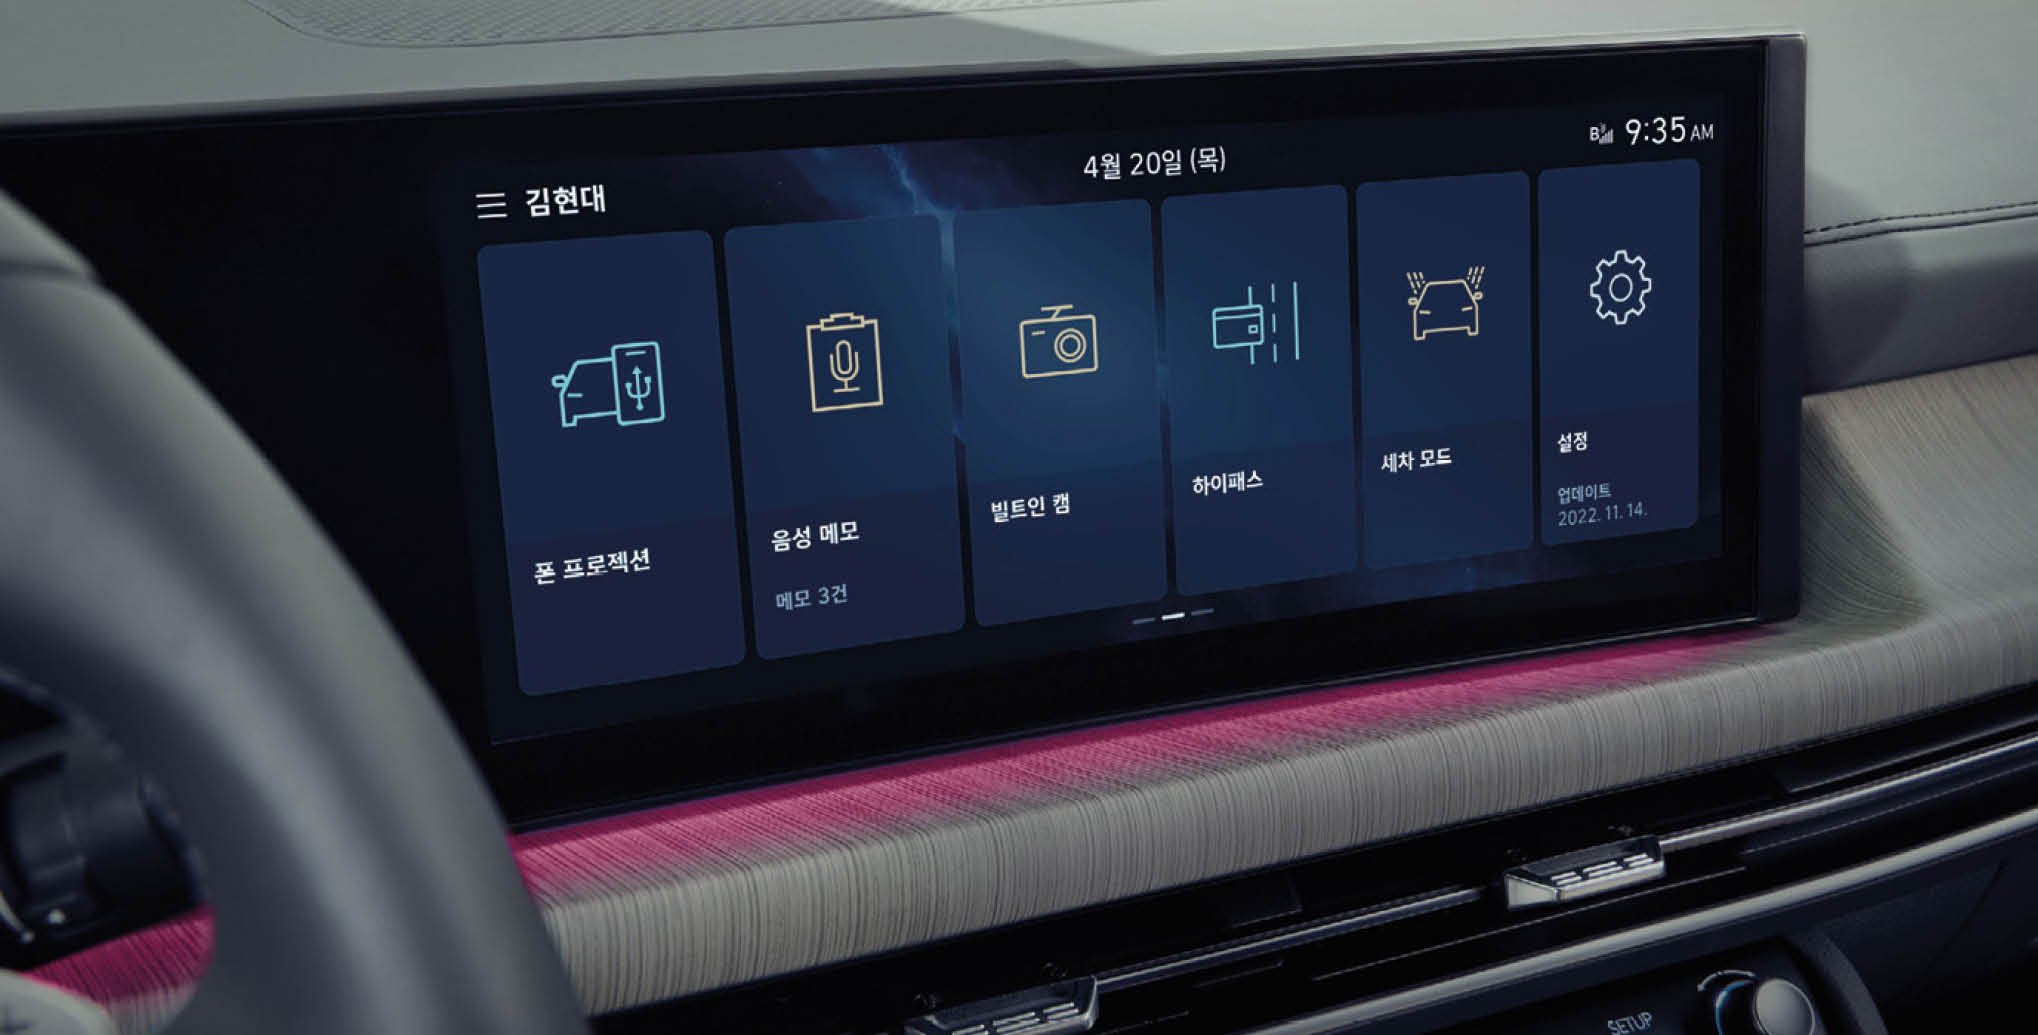 김현대
4월 20일 (목)
B 9:35 AM
폰 프로젝션
음성 메모
메모 3건
빌트인 캠
하이패스
세차 모드
설정
업데이트
2022. 11. 14.
SETUP